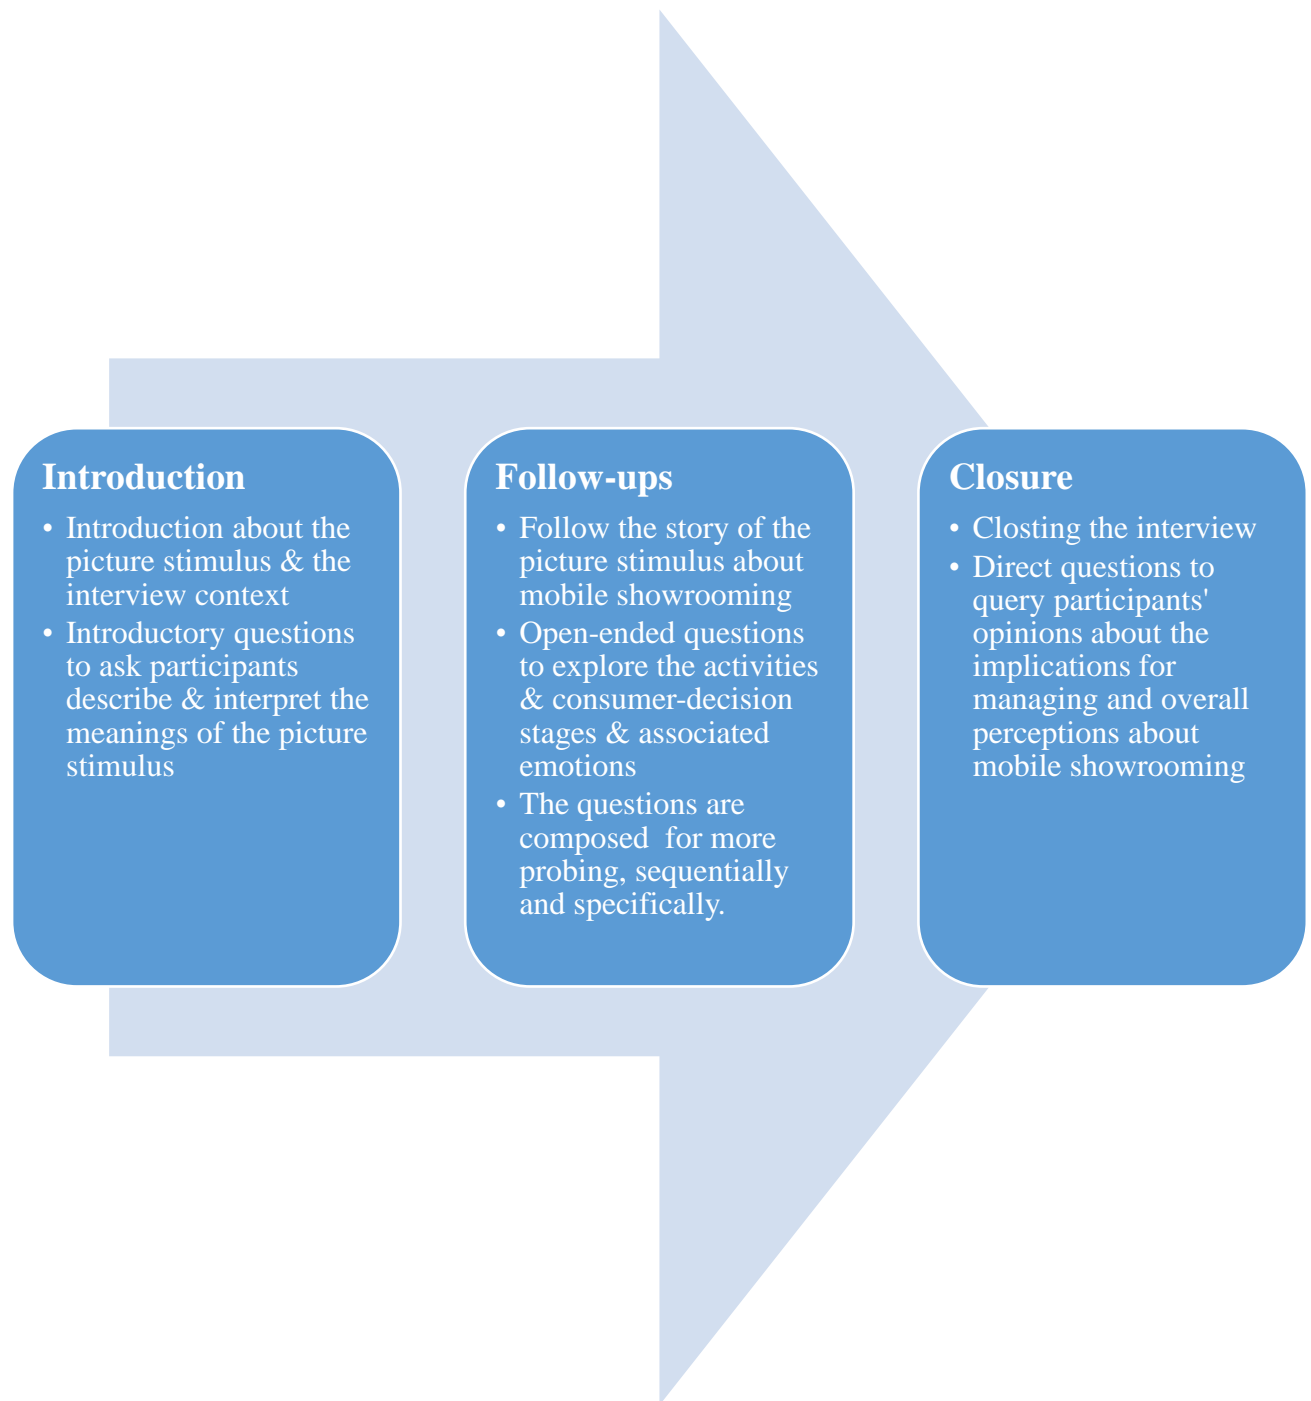 Introduction
• Introduction about the
picture stimulus & the
interview context
• Introductory questions
to ask participants
describe & interpret the
meanings of the picture
stimulus
Follow-ups
• Follow the story of the
picture stimulus about
mobile showrooming
• Open-ended questions
to explore the activities
& consumer-decision
stages & associated
emotions
• The questions are
composed  for more
probing, sequentially
and specifically.
Closure
• Closting the interview
• Direct questions to
query participants'
opinions about the
implications for
managing and overall
perceptions about
mobile showrooming